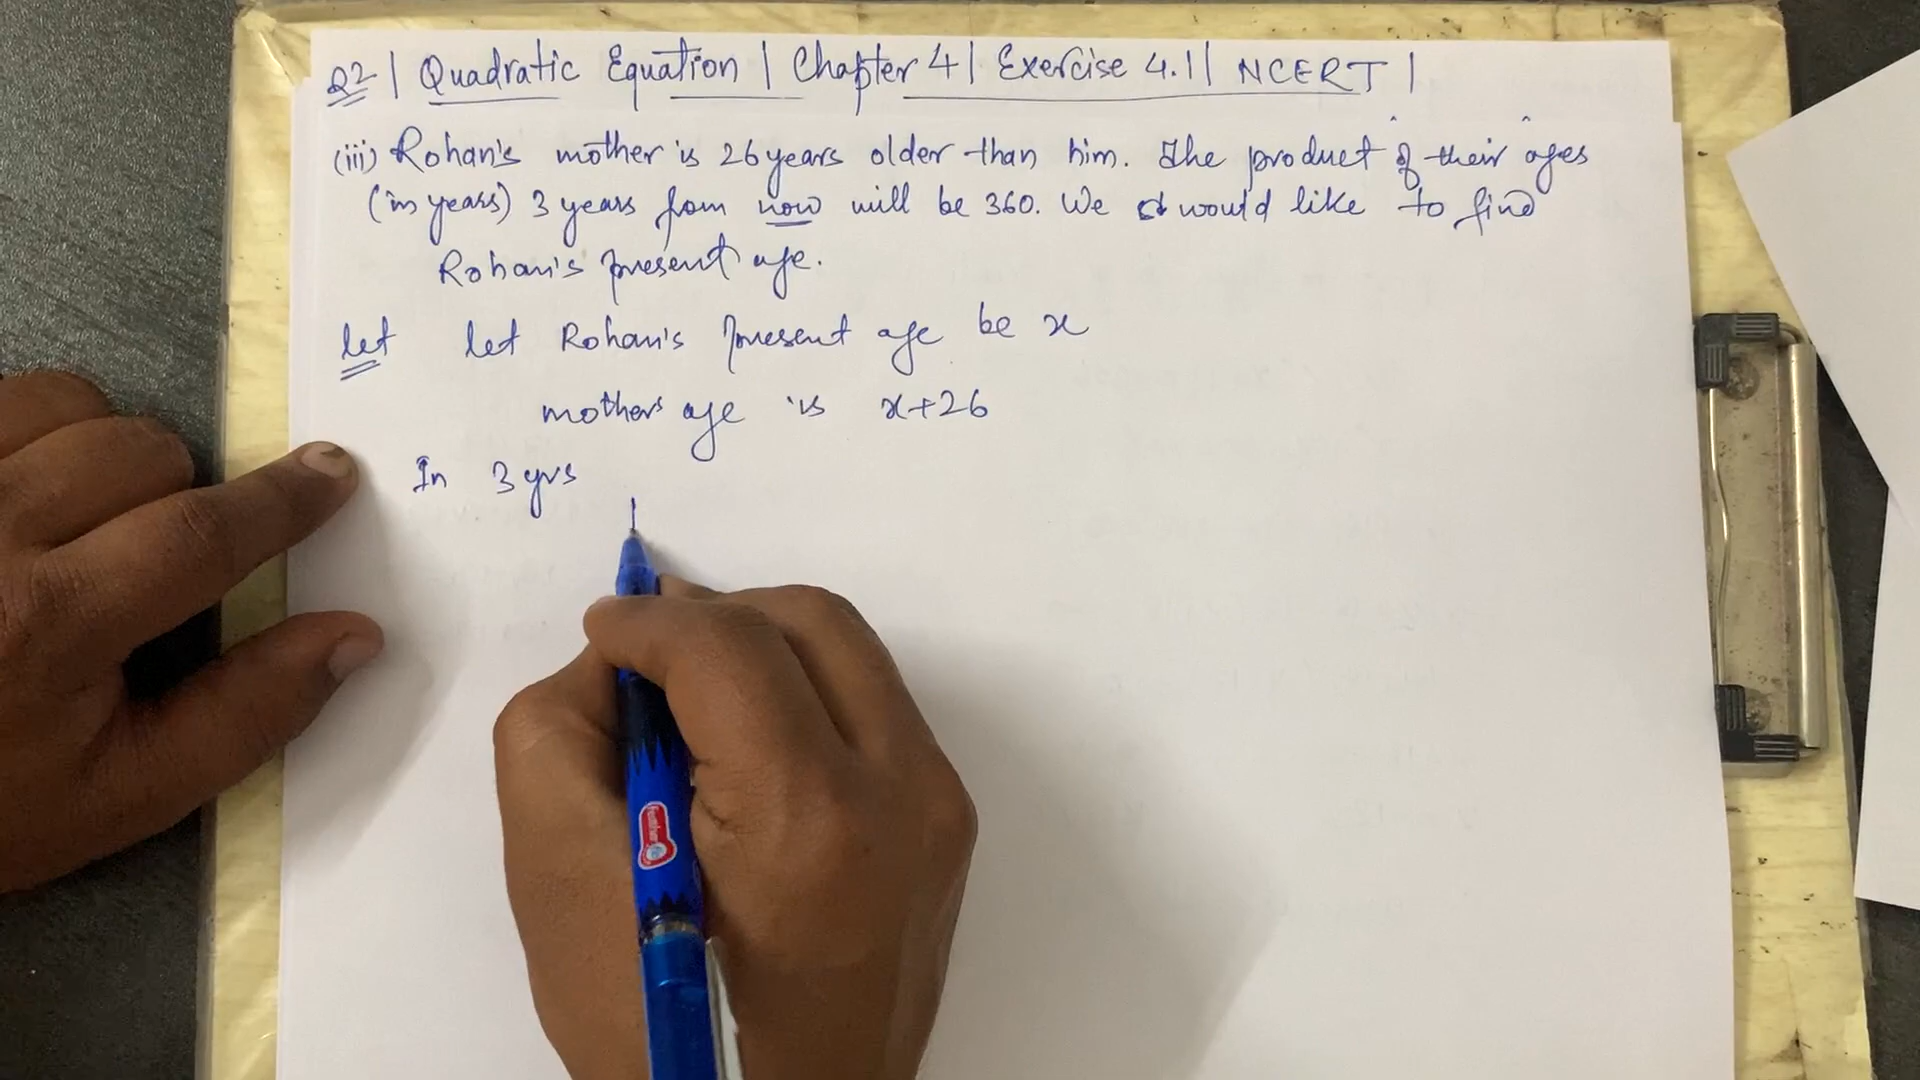 Q2 | Quadratic Equation | Chapter 4 | Exercise 4.1 | NCERT |
(iii) Rohan's mother is 26 years older than him. The product of their ages
(in years) 3 years from now will be 360. We would like to find
Rohan's present age.
let let Rohan's present age be x
mothers age is x+26
In 3 yrs